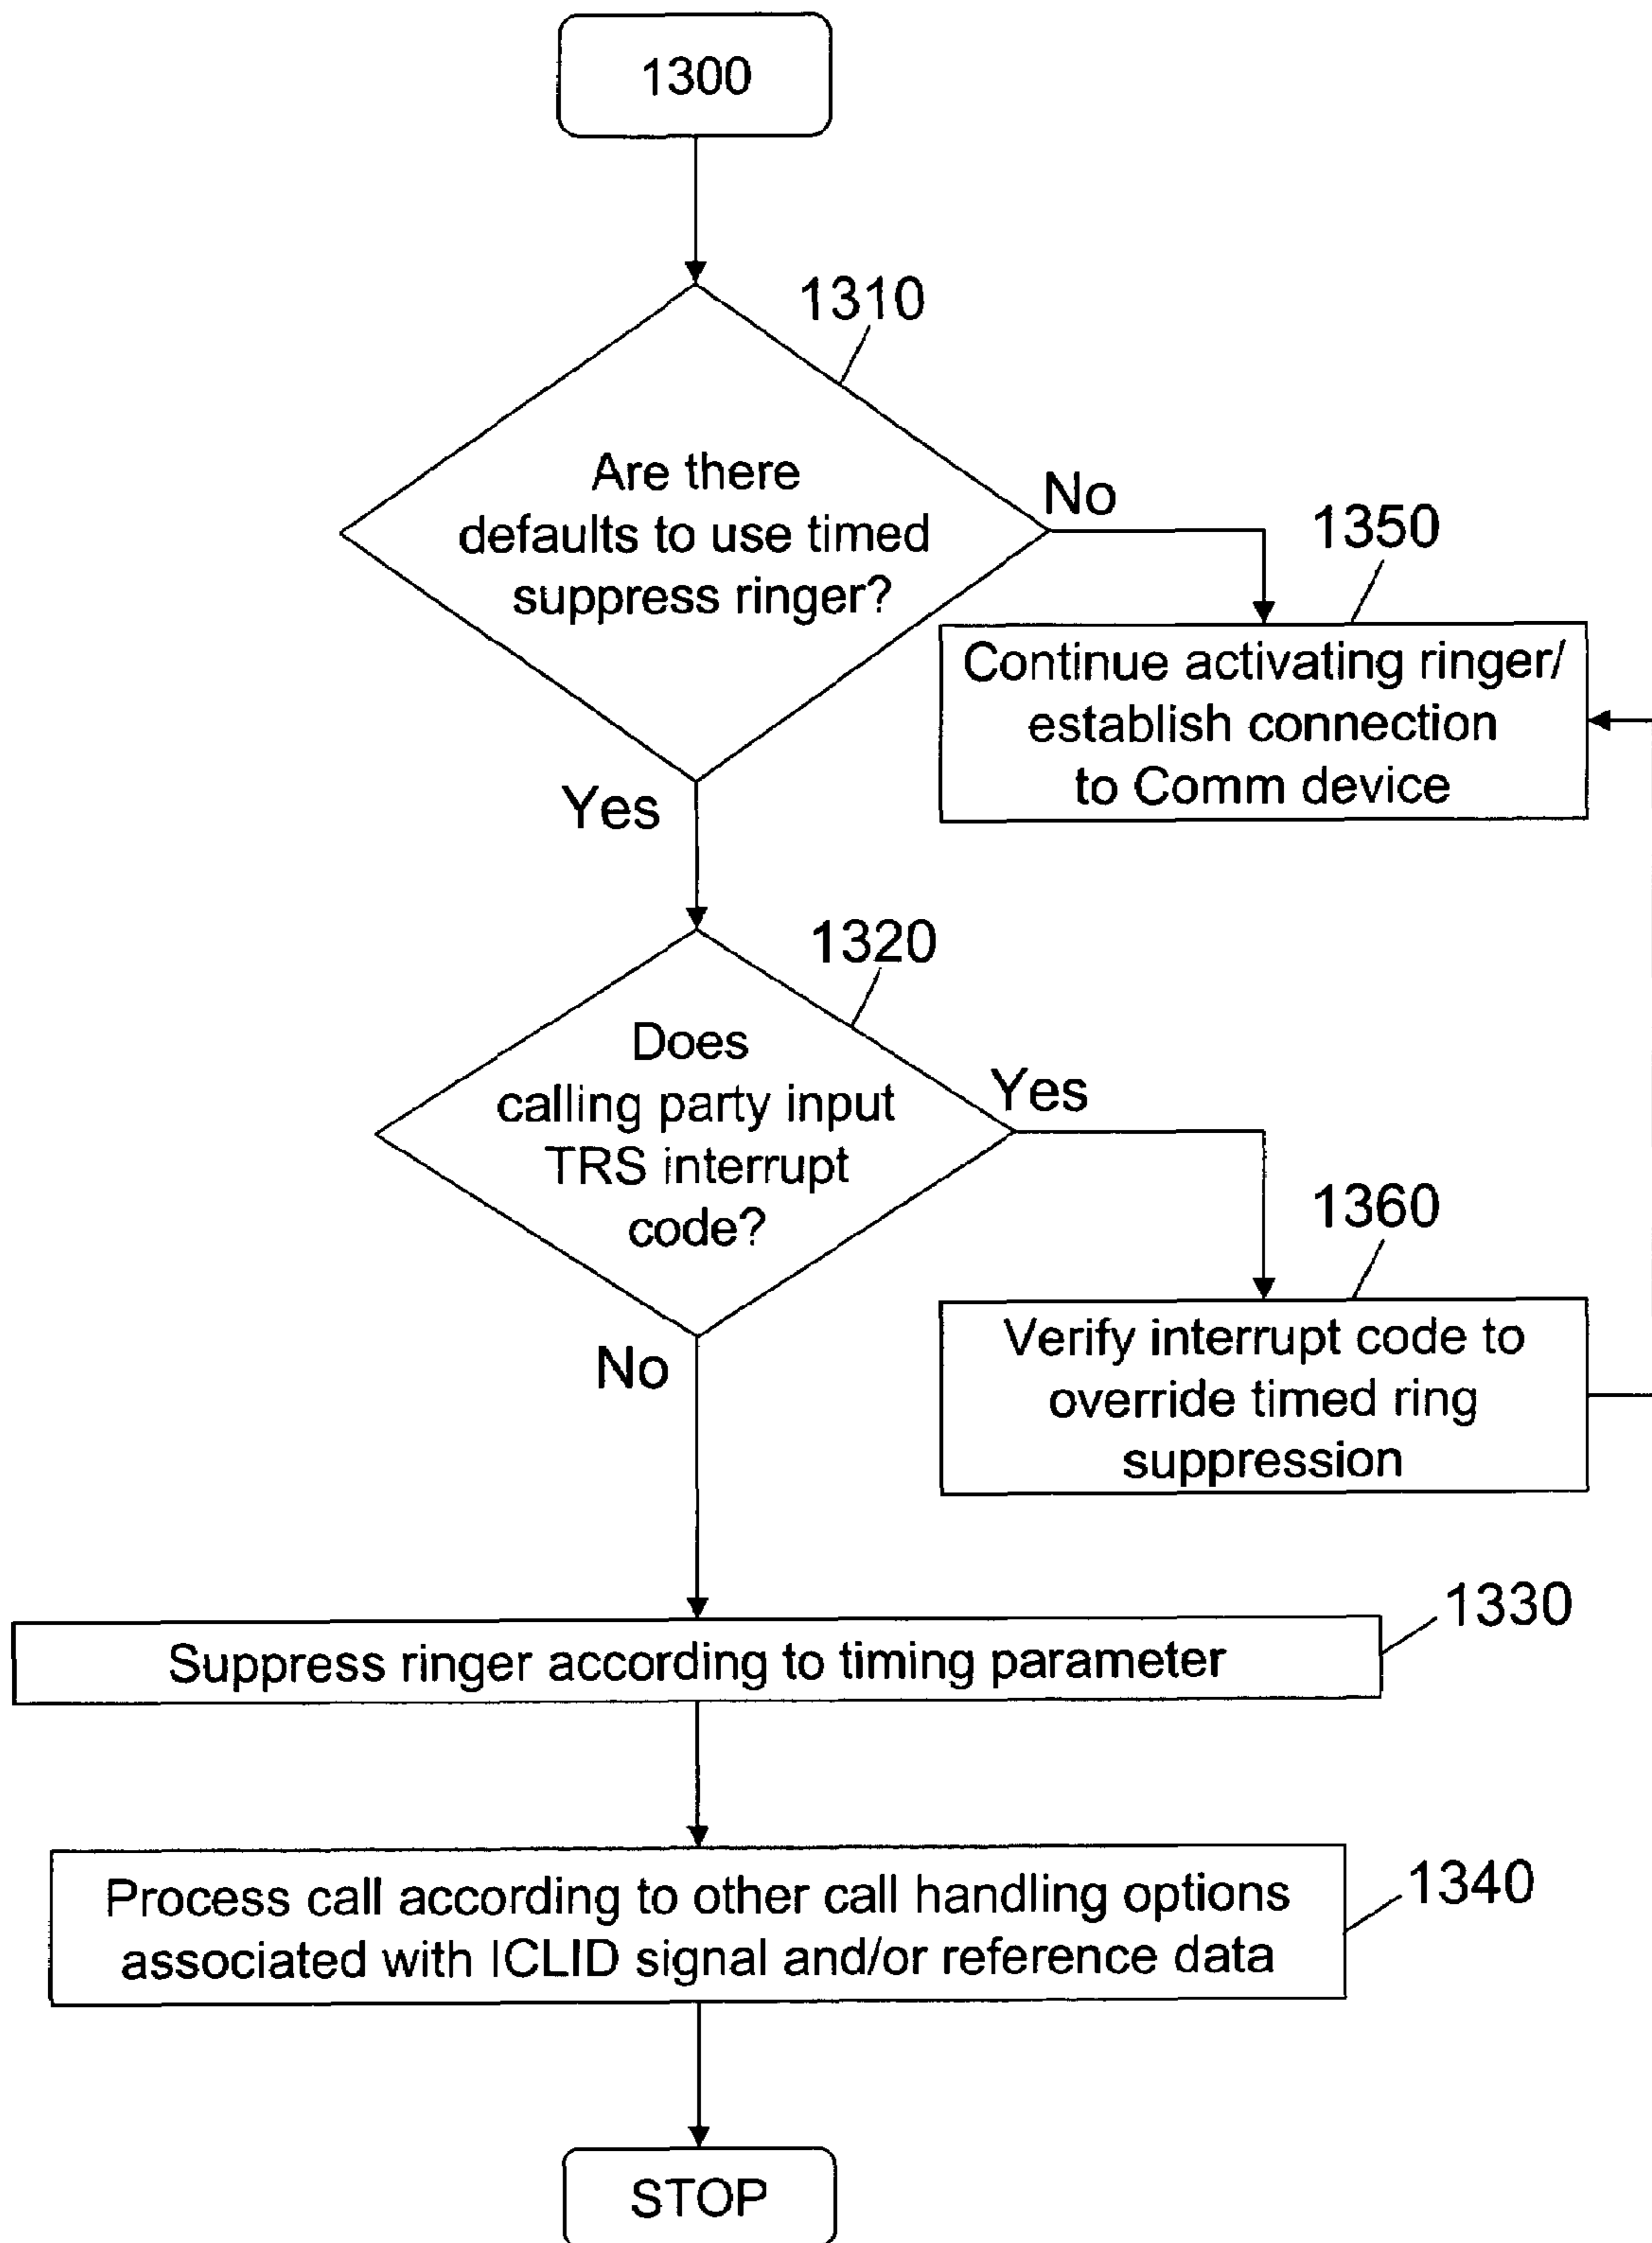 1300
1310
Are there
defaults to use timed
suppress ringer?
No
1350
Continue activating ringer/
establish connection
to Comm device
Yes
1320
Does
calling party input
TRS interrupt
code?
Yes
1360
Verify interrupt code to
override timed ring
suppression
No
1330
Suppress ringer according to timing parameter
1340
Process call according to other call handling options
associated with ICLID signal and/or reference data
STOP